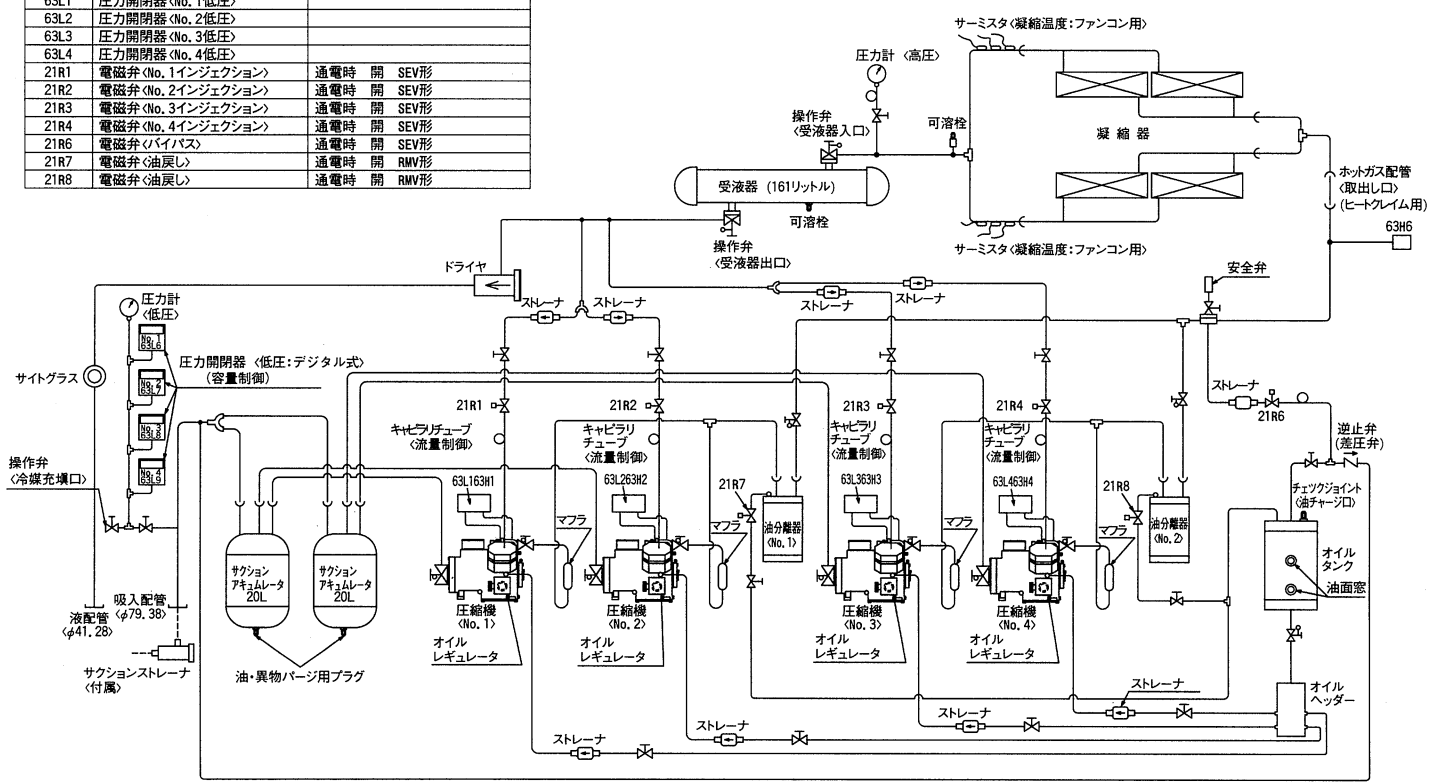 63L1 圧力開閉器〈No.1低圧〉
63L2 圧力開閉器〈No.2低圧〉
63L3 圧力開閉器〈No.3低圧〉
63L4 圧力開閉器〈No.4低圧〉
21R1 電磁弁〈No.1インジェクション〉 通電時 開 SEV形
21R2 電磁弁〈No.2インジェクション〉 通電時 開 SEV形
21R3 電磁弁〈No.3インジェクション〉 通電時 開 SEV形
21R4 電磁弁〈No.4インジェクション〉 通電時 開 SEV形
21R6 電磁弁〈バイパス〉 通電時 開 SEV形
21R7 電磁弁〈油戻し〉 通電時 開 RMV形
21R8 電磁弁〈油戻し〉 通電時 開 RMV形
サーミスタ〈凝縮温度:ファンコン用〉
圧力計〈高圧〉
操作弁
〈受液器入口〉
可溶栓
凝縮器
受液器 (161リットル)
可溶栓
操作弁
〈受液器出口〉
サーミスタ〈凝縮温度:ファンコン用〉
ホットガス配管
〈取出し口〉
(ヒートクレイム用)
63H6
安全弁
ドライヤ
ストレーナ
ストレーナ
ストレーナ
ストレーナ
圧力計
〈低圧〉
No.1
63L6
No.2
63L7
No.3
63L8
No.4
63L9
圧力開閉器〈低圧:デジタル式〉
(容量制御)
サイトグラス
操作弁
〈冷媒充填口〉
21R1
21R2
21R3
21R4
キャピラリチューブ
〈流量制御〉
キャピラリ
チューブ
〈流量制御〉
キャピラリ
チューブ
〈流量制御〉
キャピラリ
チューブ
〈流量制御〉
ストレーナ
21R6
逆止弁
(差圧弁)
63L1 63H1
63L2 63H2
63L3 63H3
63L4 63H4
21R7
21R8
マフラ
マフラ
マフラ
マフラ
油分離器
〈No.1〉
油分離器
〈No.2〉
チェックジョイント
〈油チャージ口〉
オイル
タンク
油面窓
サクション
アキュムレータ
20L
サクション
アキュムレータ
20L
液配管
〈φ41.28〉
吸入配管
〈φ79.38〉
サクションストレーナ
〈付属〉
油・異物パージ用プラグ
圧縮機
〈No.1〉
圧縮機
〈No.2〉
圧縮機
〈No.3〉
圧縮機
〈No.4〉
オイル
レギュレータ
オイル
レギュレータ
オイル
レギュレータ
オイル
レギュレータ
オイル
ヘッダー
ストレーナ
ストレーナ
ストレーナ
ストレーナ